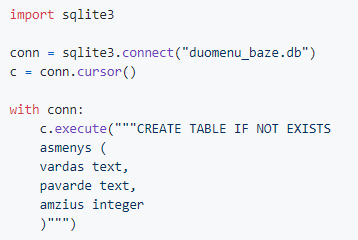 import sqlite3
conn = sqlite3.connect("duomenu_baze.db")
c = conn.cursor()
with conn:
    c.execute("""CREATE TABLE IF NOT EXISTS
    asmenys (
    vardas text,
    pavarde text,
    amzius integer
    )""")